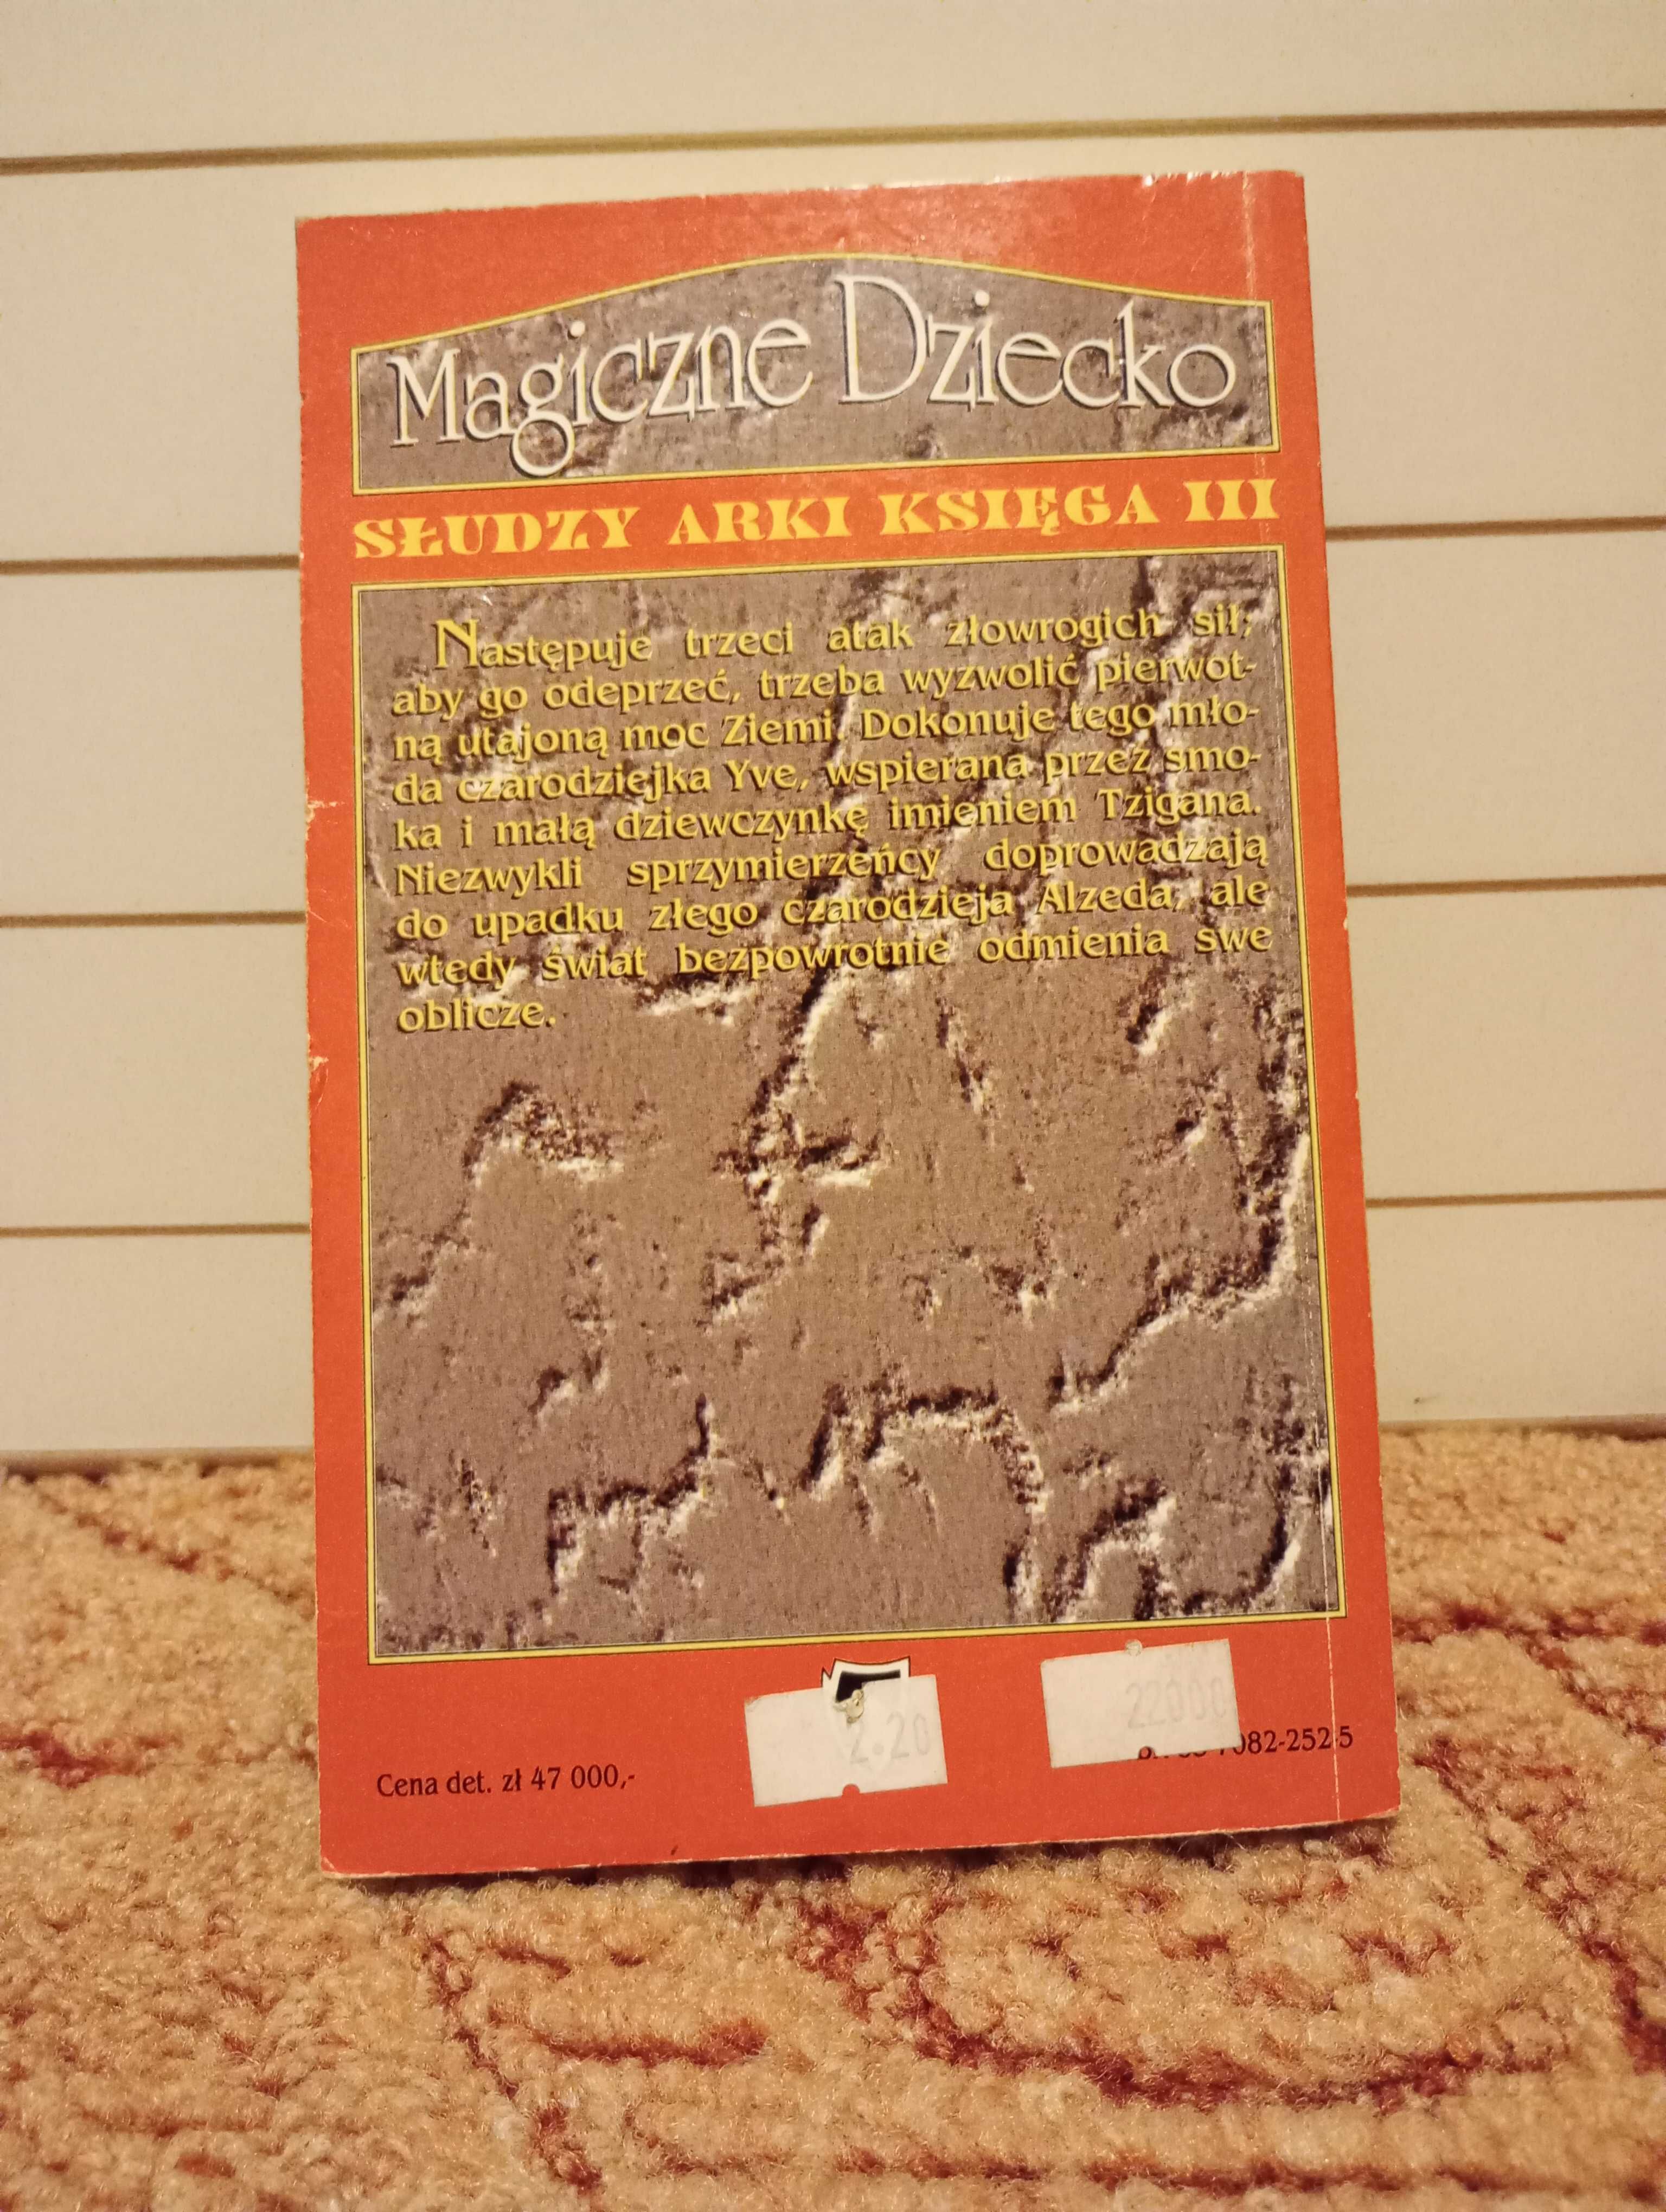 Magiczne Dziecko
SŁUDZY ARKI KSIĘGA III
Następuje trzeci atak złowrogich sił;
aby go odeprzeć, trzeba wyzwolić pierwot-
ną utajoną moc Ziemi. Dokonuje tego mło-
da czarodziejka Yve, wspierana przez smo-
ka i małą dziewczynkę imieniem Tzigana.
Niezwykli sprzymierzeńcy doprowadzają
do upadku złego czarodzieja Alzeda, ale
wtedy świat bezpowrotnie odmienia swe
oblicze.
2.20
22000
Cena det. zł 47 000,-
7082-252-5